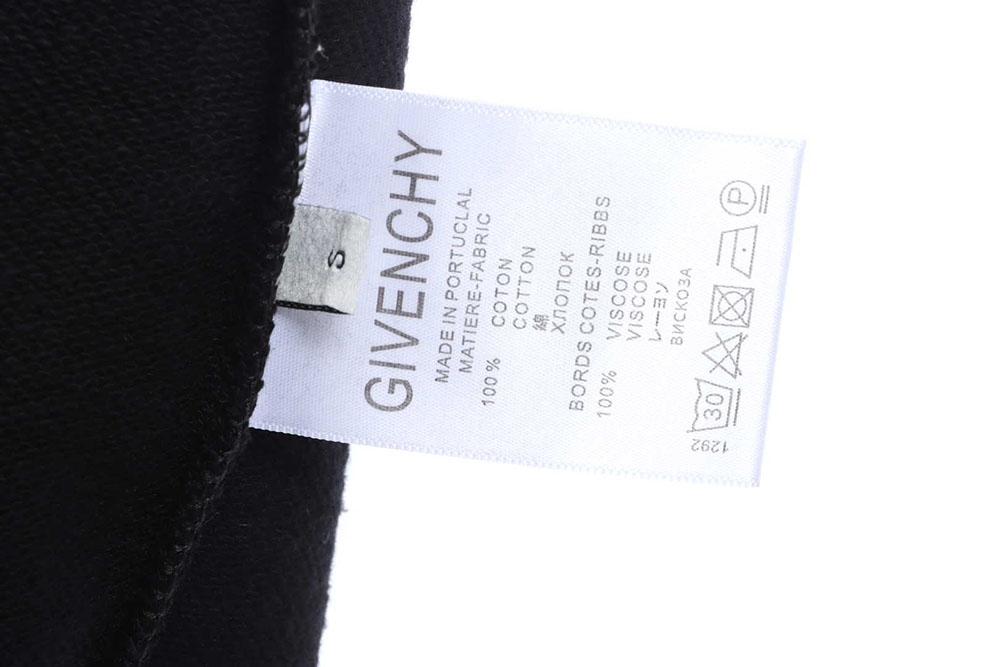 GIVENCHY
MADE IN PORTUCLAL
MATIERE-FABRIC
100% COTON
COTTON
綿
ХЛОПОК
BORDS COTES-RIBBS
100% VISCOSE
VISCOSE
レーヨン
ВИСКОЗА
30 P
1292
S